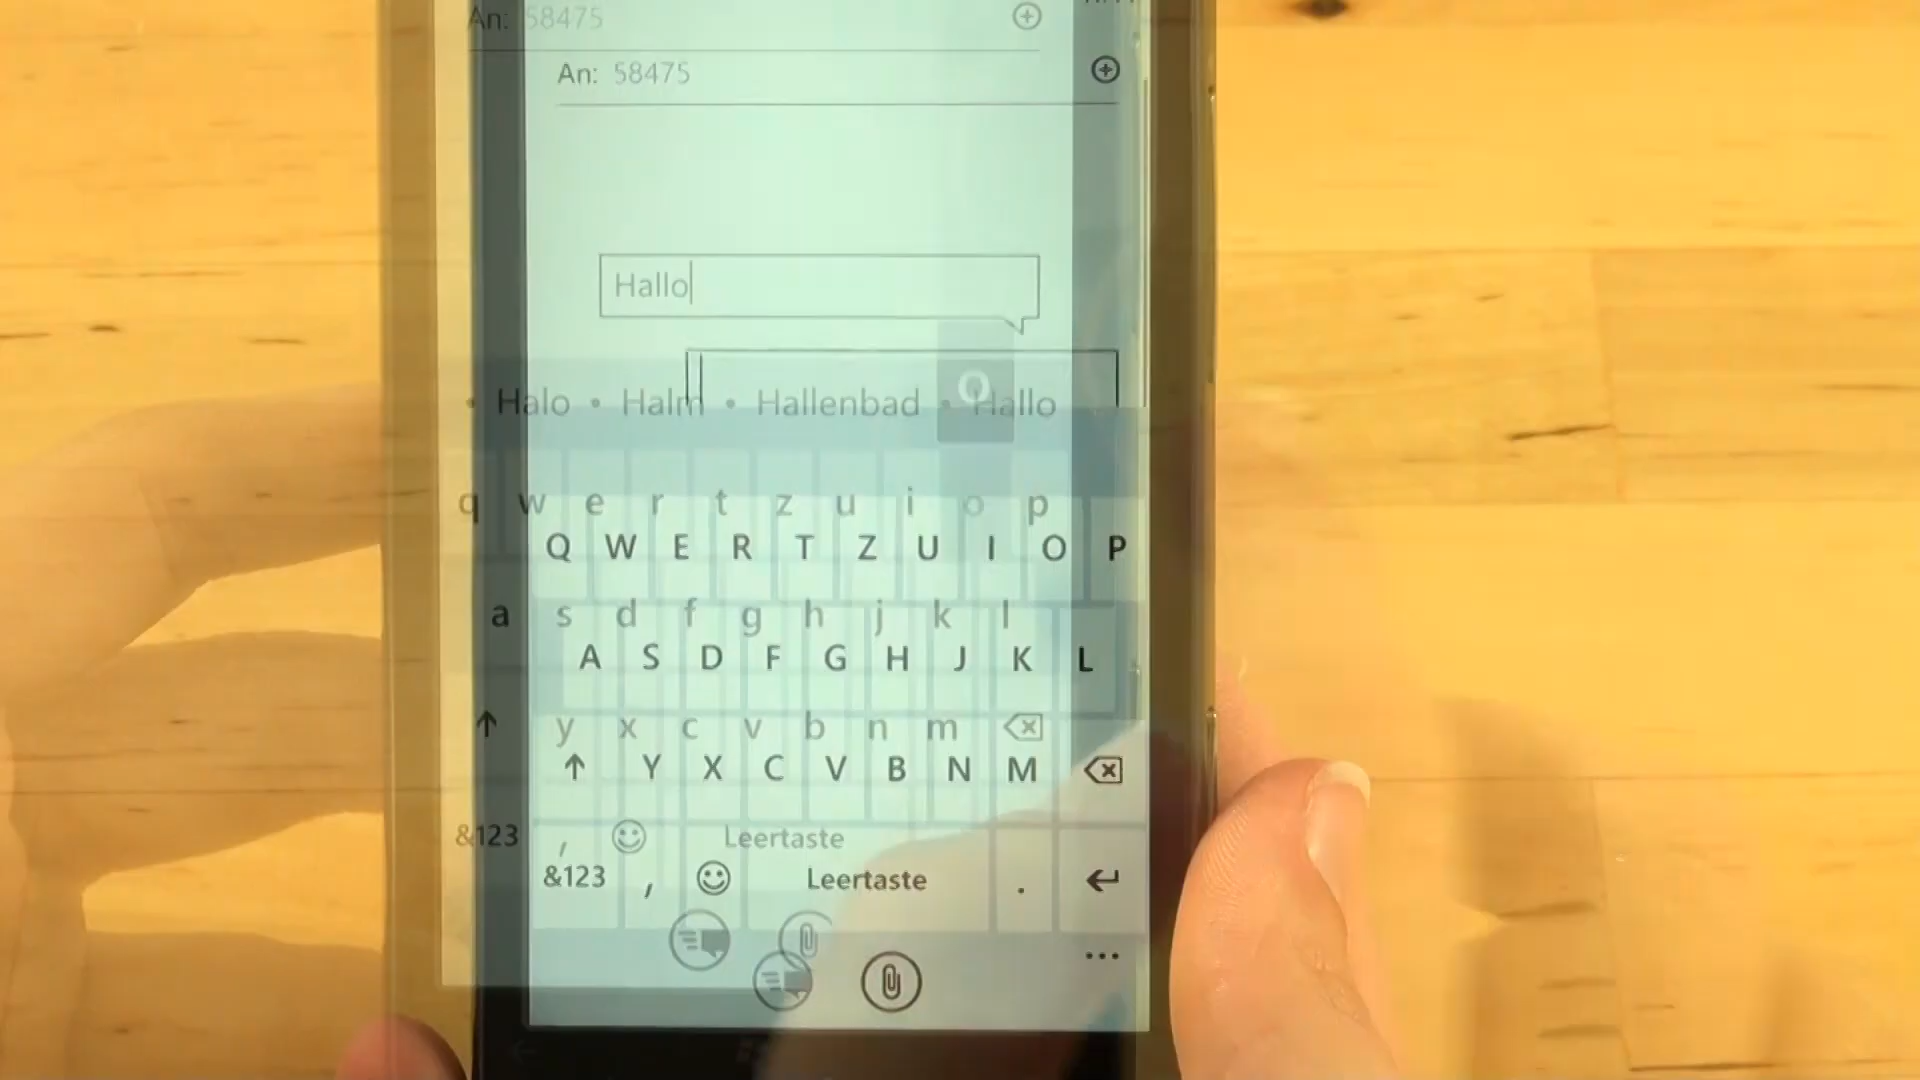 An: 58475
An: 58475
Hallo
• Halo • Halm • Hallenbad • Hallo
O
q w e r t z u i o p
Q W E R T Z U I O P
a s d f g h j k l
A S D F G H J K L
y x c v b n m
Y X C V B N M
&123 , Leertaste
&123 , Leertaste .